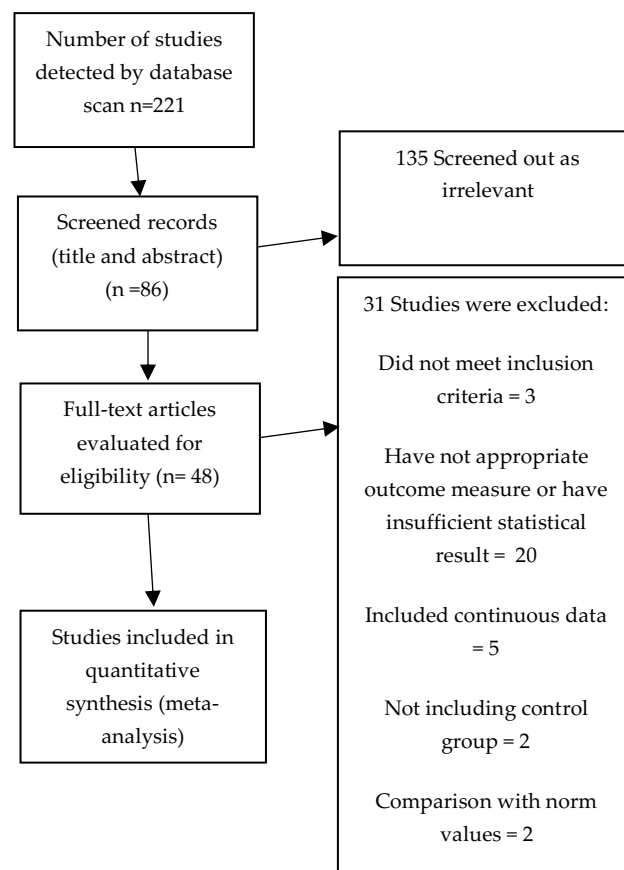 Number of studies
detected by database
scan n=221
135 Screened out as
irrelevant
Screened records
(title and abstract)
(n =86)
31 Studies were excluded:
Did not meet inclusion
criteria = 3
Have not appropriate
outcome measure or have
insufficient statistical
result = 20
Included continuous data
= 5
Not including control
group = 2
Comparison with norm
values = 2
Full-text articles
evaluated for
eligibility (n= 48)
Studies included in
quantitative
synthesis (meta-
analysis)